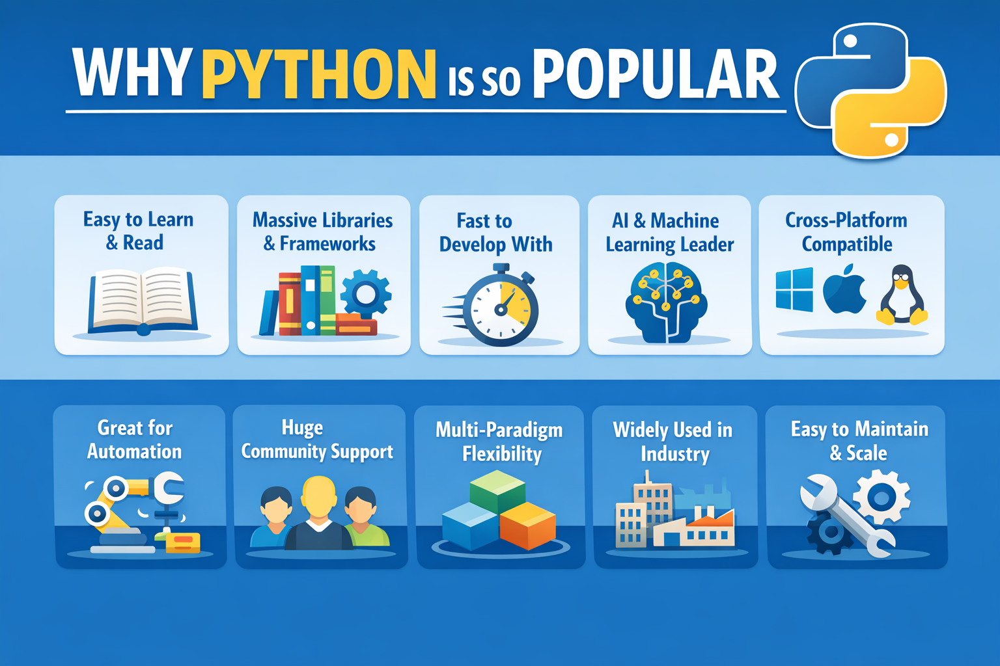 WHY PYTHON IS SO POPULAR
Easy to Learn
& Read
Massive Libraries
& Frameworks
Fast to
Develop With
AI & Machine
Learning Leader
Cross-Platform
Compatible
Great for
Automation
Huge
Community Support
Multi-Paradigm
Flexibility
Widely Used in
Industry
Easy to Maintain
& Scale